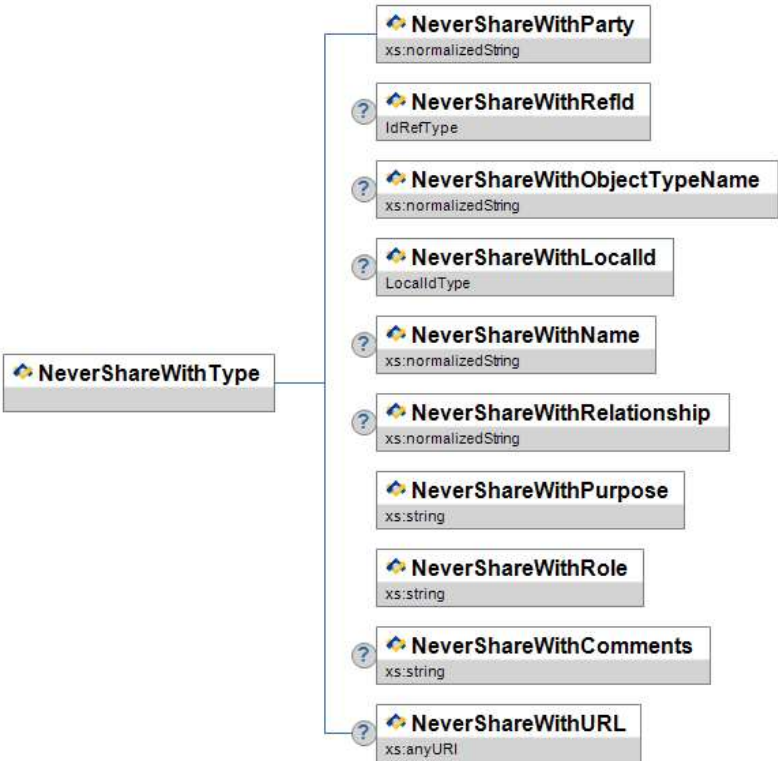 NeverShareWithParty
xs:normalizedString
?
NeverShareWithRefId
IdRefType
?
NeverShareWithObjectTypeName
xs:normalizedString
?
NeverShareWithLocalId
LocalIdType
?
NeverShareWithName
xs:normalizedString
NeverShareWithType
?
NeverShareWithRelationship
xs:normalizedString
NeverShareWithPurpose
xs:string
NeverShareWithRole
xs:string
?
NeverShareWithComments
xs:string
?
NeverShareWithURL
xs:anyURI